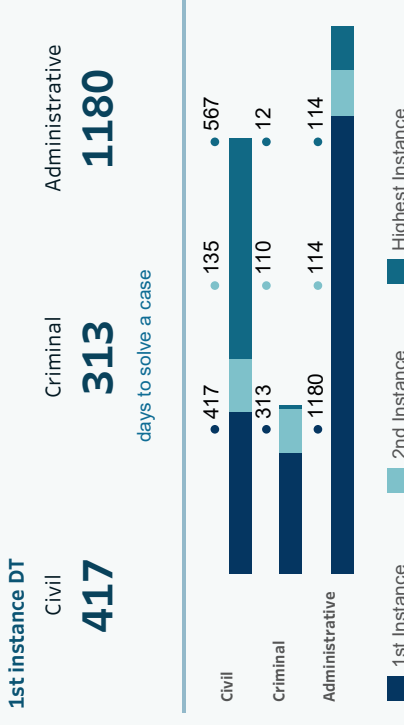 1st instance DT
Civil Criminal Administrative
417 313 1180
days to solve a case
417 135 567
Civil
313 110 12
Criminal
1180 114 114
Administrative
1st Instance 2nd Instance Highest Instance